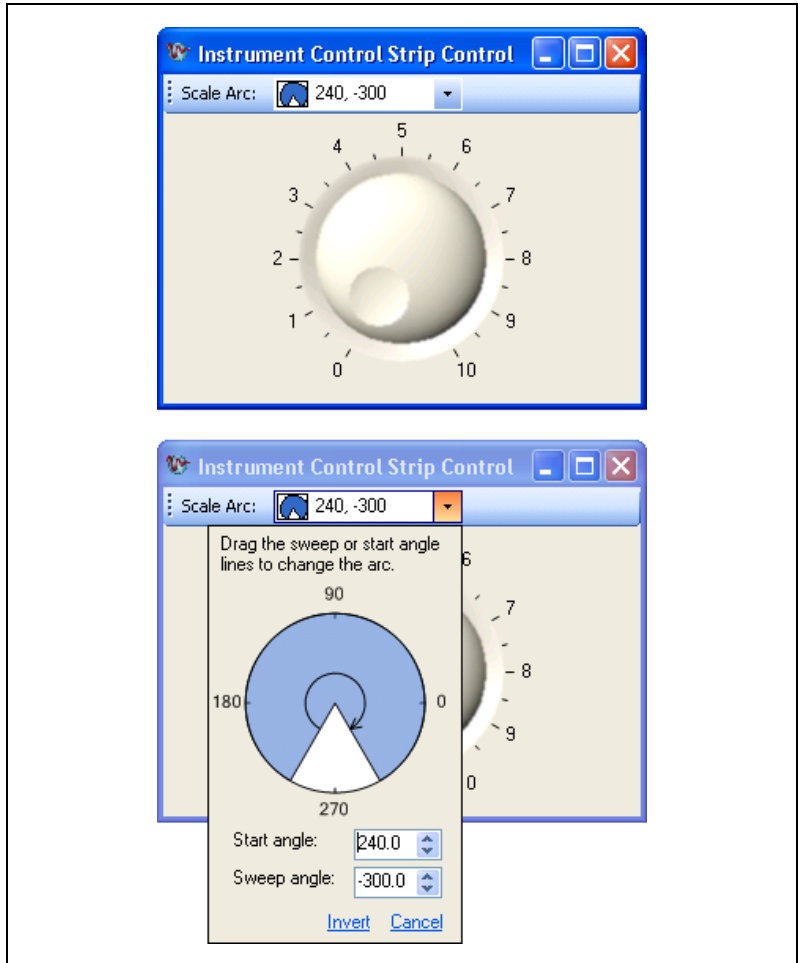 Instrument Control Strip Control
Scale Arc: 240, -300
5
4 6
3 7
2 8
1 9
0 10
Instrument Control Strip Control
Scale Arc: 240, -300
Drag the sweep or start angle
lines to change the arc.
6
90
7
180 0 8
9
270 0
Start angle: 240.0
Sweep angle: -300.0
Invert Cancel